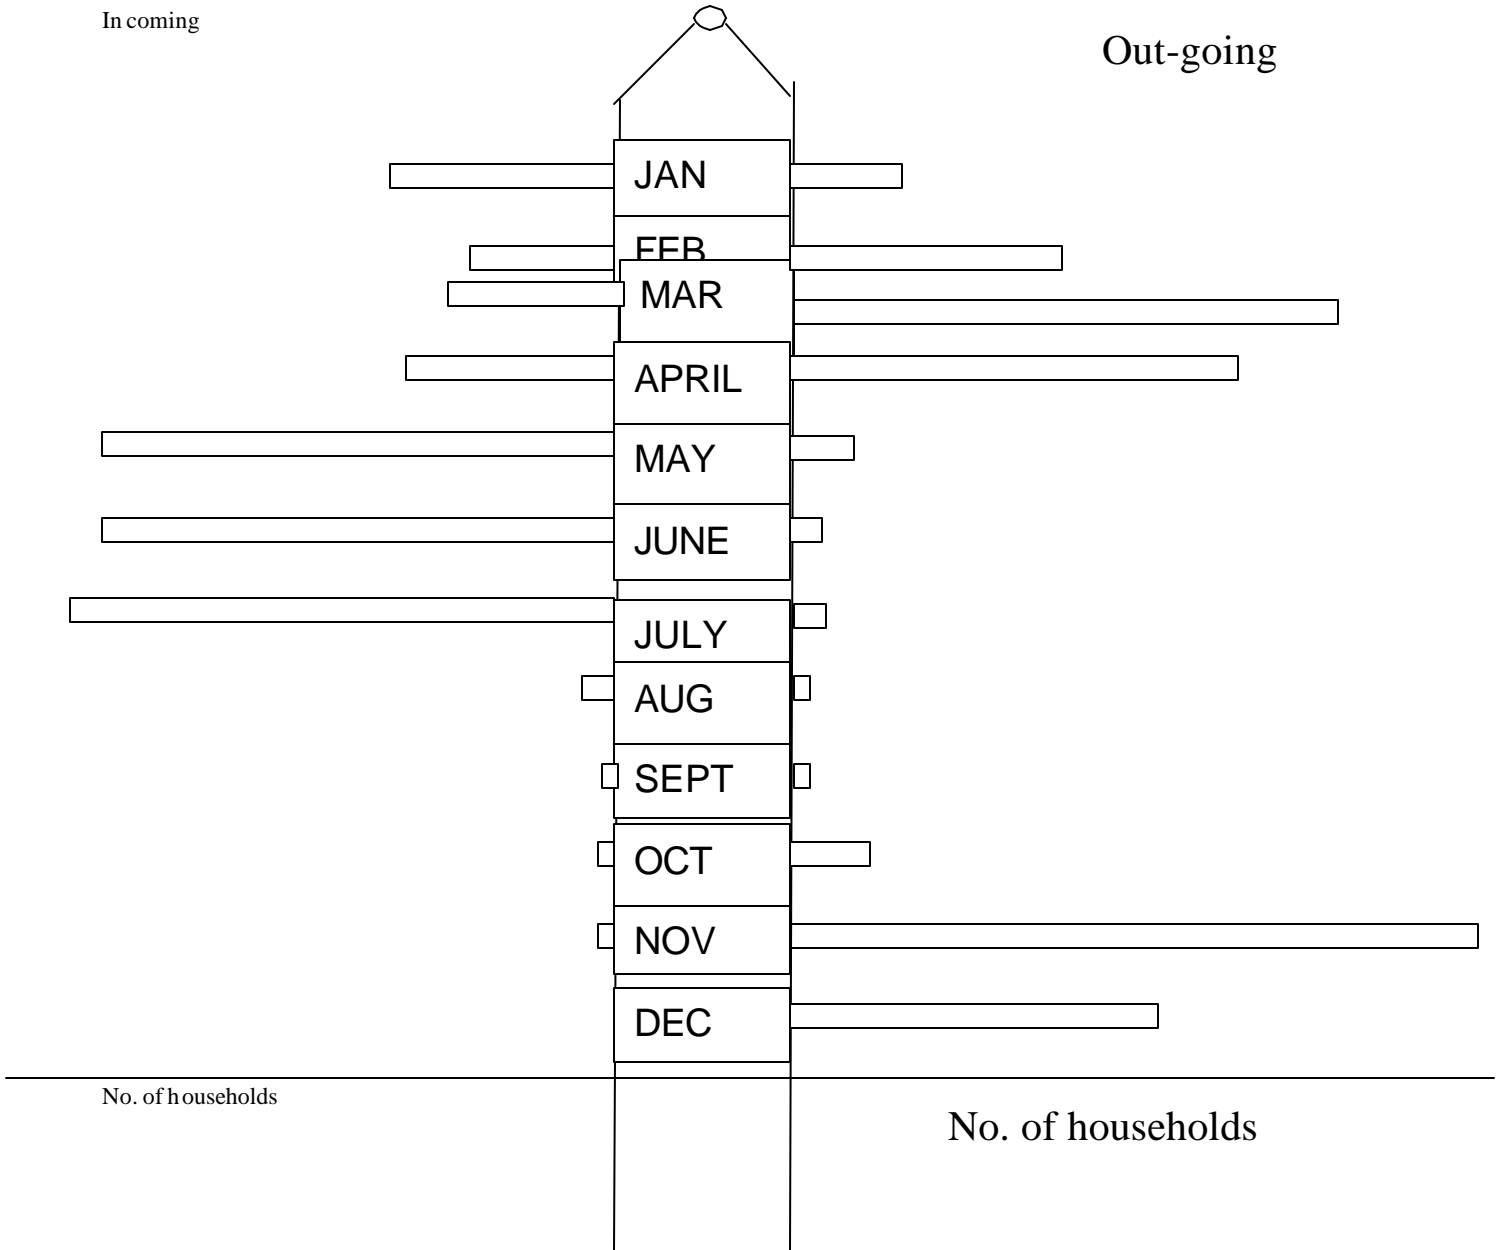 In coming
Out-going
JAN
FEB
MAR
APRIL
MAY
JUNE
JULY
AUG
SEPT
OCT
NOV
DEC
No. of households
No. of households